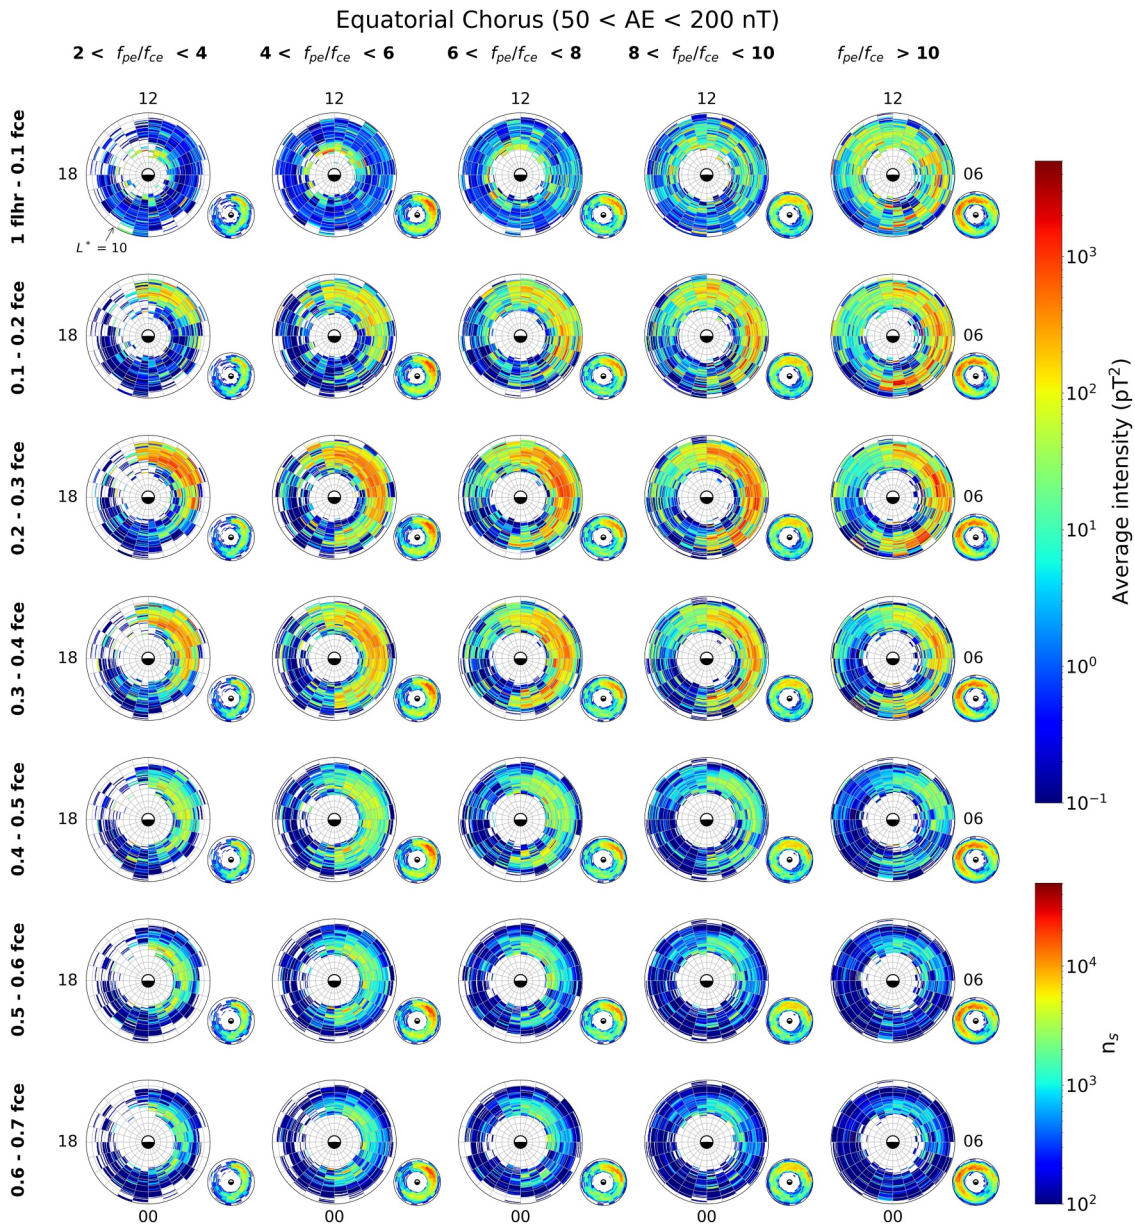 Equatorial Chorus (50 < AE < 200 nT)
2 < fpe/fce < 4
4 < fpe/fce < 6
6 < fpe/fce < 8
8 < fpe/fce < 10
fpe/fce > 10
12
12
12
12
12
1 flhr - 0.1 fce
18
06
L* = 10
0.1 - 0.2 fce
18
06
0.2 - 0.3 fce
18
06
0.3 - 0.4 fce
18
06
0.4 - 0.5 fce
18
06
0.5 - 0.6 fce
18
06
0.6 - 0.7 fce
18
06
00
00
00
00
00
10³
10²
10¹
10⁰
10⁻¹
Average intensity (pT²)
10⁴
10³
10²
nₛ